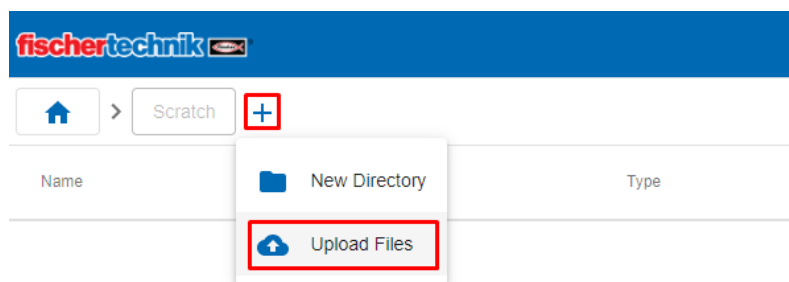 fischertechnik
Scratch
New Directory
Name
Type
Upload Files